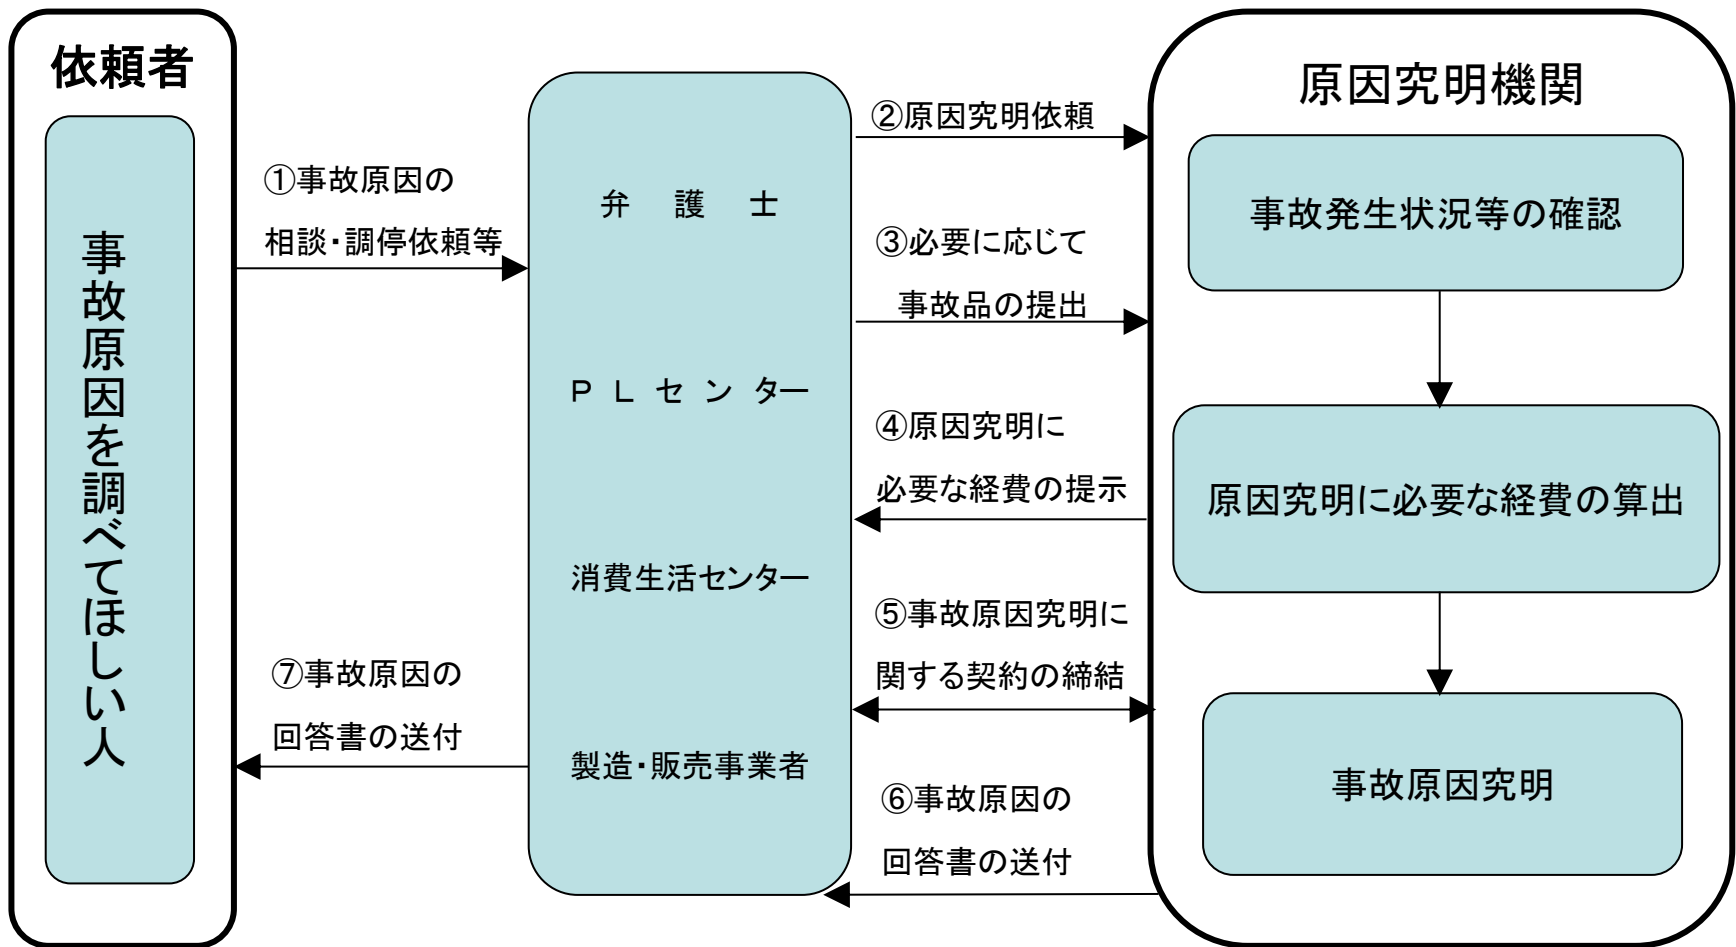 依頼者
事故原因を調べてほしい人
①事故原因の
相談・調停依頼等
⑦事故原因の
回答書の送付
弁護士
PLセンター
消費生活センター
製造・販売事業者
②原因究明依頼
③必要に応じて
事故品の提出
④原因究明に
必要な経費の提示
⑤事故原因究明に
関する契約の締結
⑥事故原因の
回答書の送付
原因究明機関
事故発生状況等の確認
原因究明に必要な経費の算出
事故原因究明